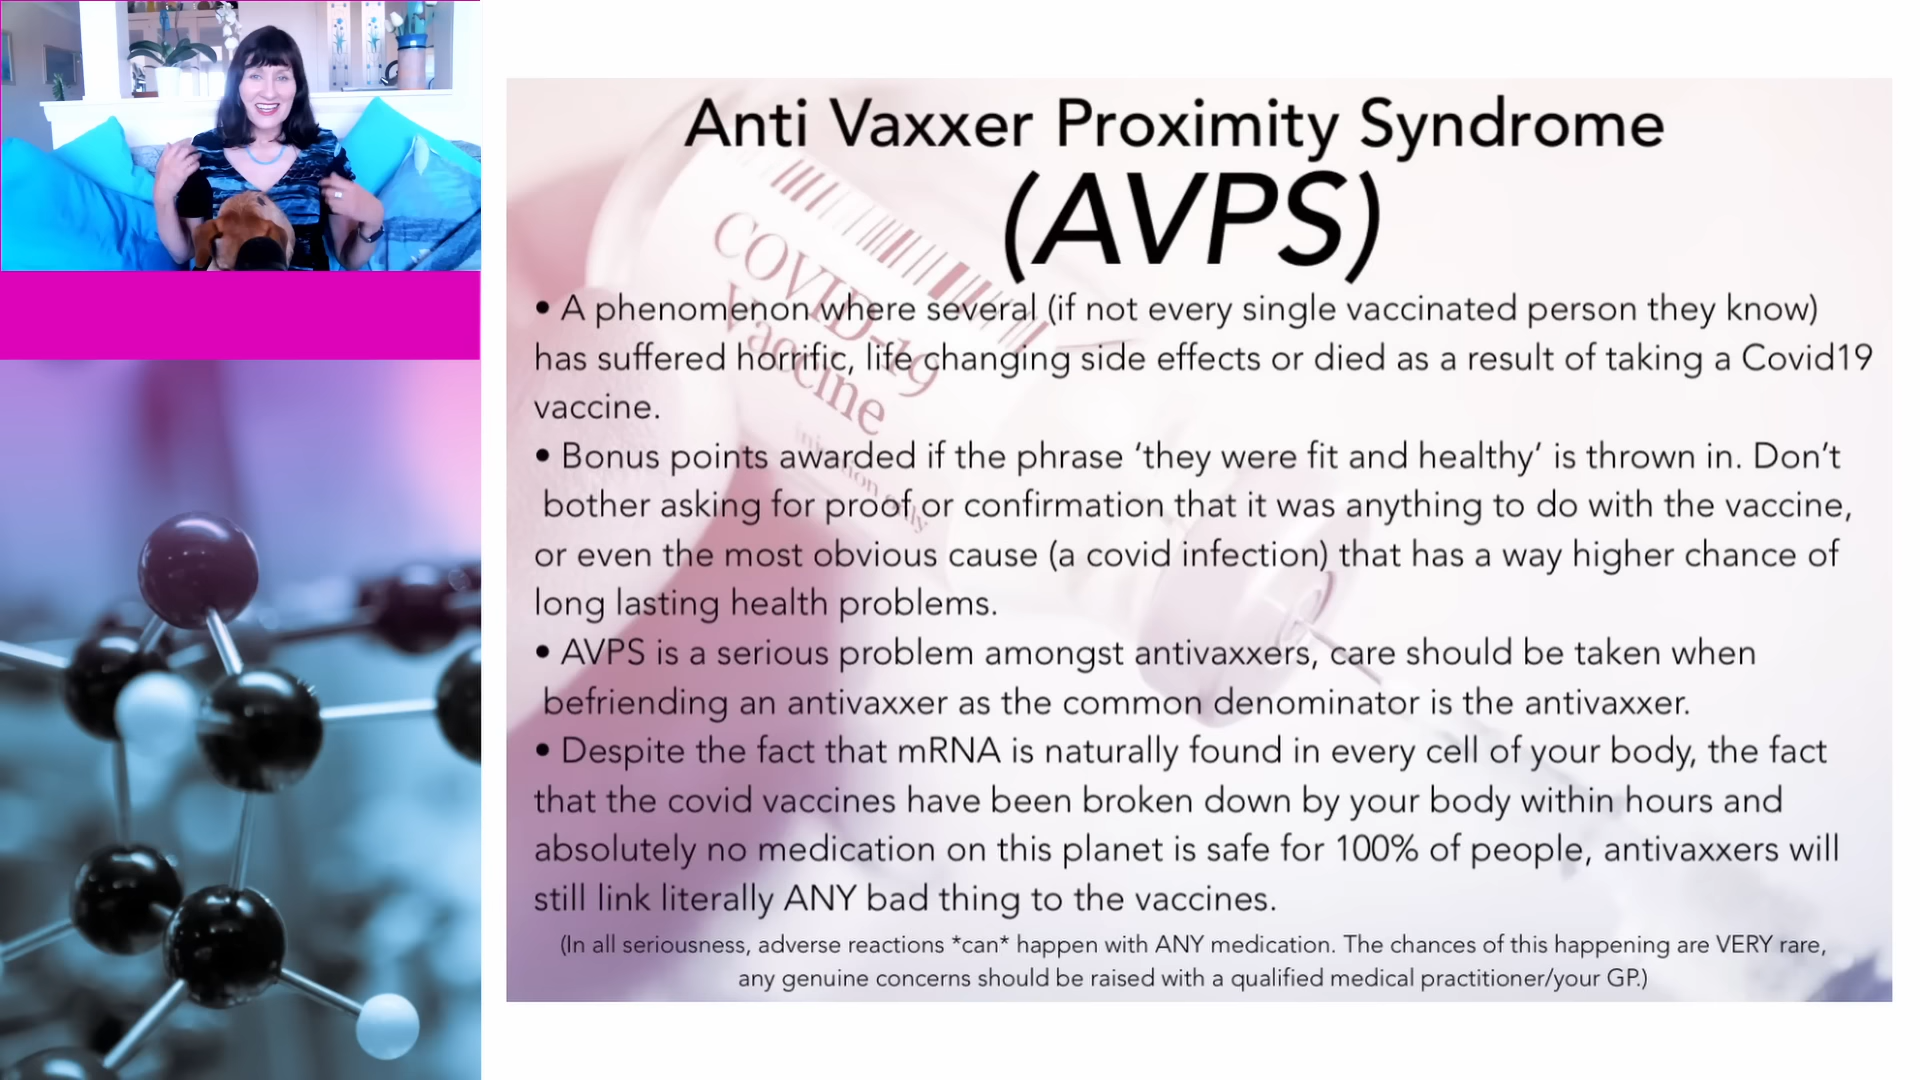 Anti Vaxxer Proximity Syndrome
(AVPS)
• A phenomenon where several (if not every single vaccinated person they know)
has suffered horrific, life changing side effects or died as a result of taking a Covid19
vaccine.
• Bonus points awarded if the phrase ‘they were fit and healthy’ is thrown in. Don’t
bother asking for proof or confirmation that it was anything to do with the vaccine,
or even the most obvious cause (a covid infection) that has a way higher chance of
long lasting health problems.
• AVPS is a serious problem amongst antivaxxers, care should be taken when
befriending an antivaxxer as the common denominator is the antivaxxer.
• Despite the fact that mRNA is naturally found in every cell of your body, the fact
that the covid vaccines have been broken down by your body within hours and
absolutely no medication on this planet is safe for 100% of people, antivaxxers will
still link literally ANY bad thing to the vaccines.
(In all seriousness, adverse reactions *can* happen with ANY medication. The chances of this happening are VERY rare,
any genuine concerns should be raised with a qualified medical practitioner/your GP.)
COVID-19
Vaccine
injection only